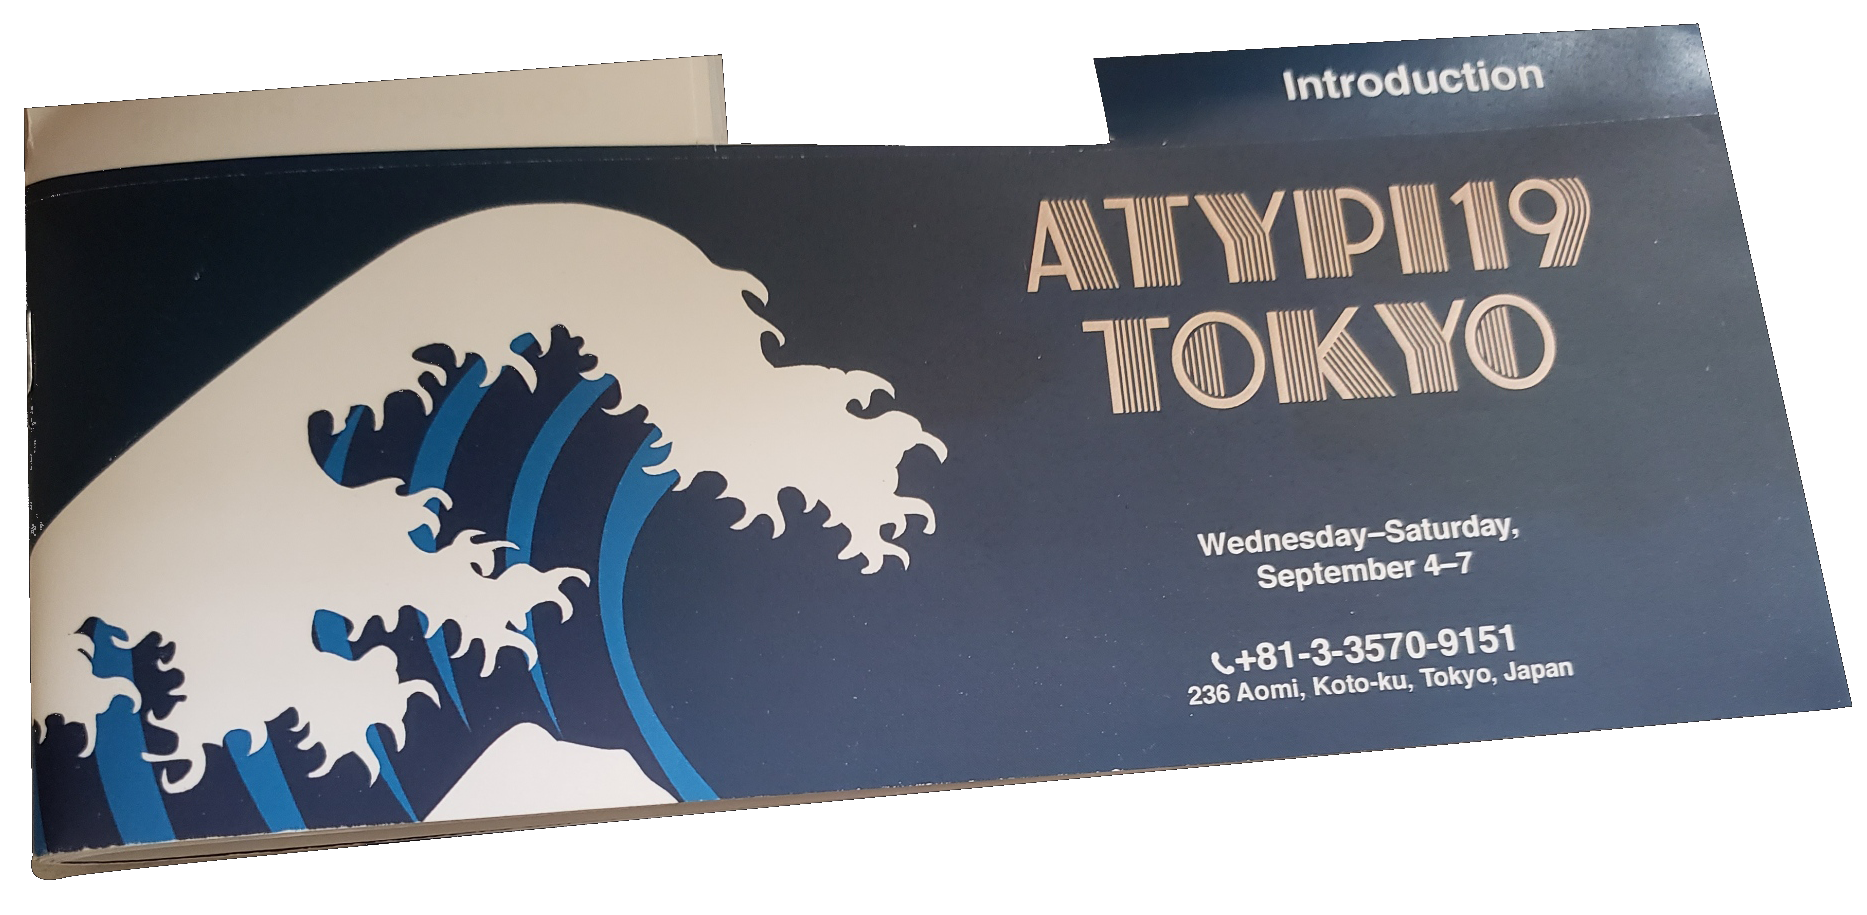 Introduction
ATYPI19
TOKYO
Wednesday–Saturday,
September 4–7
+81-3-3570-9151
236 Aomi, Koto-ku, Tokyo, Japan